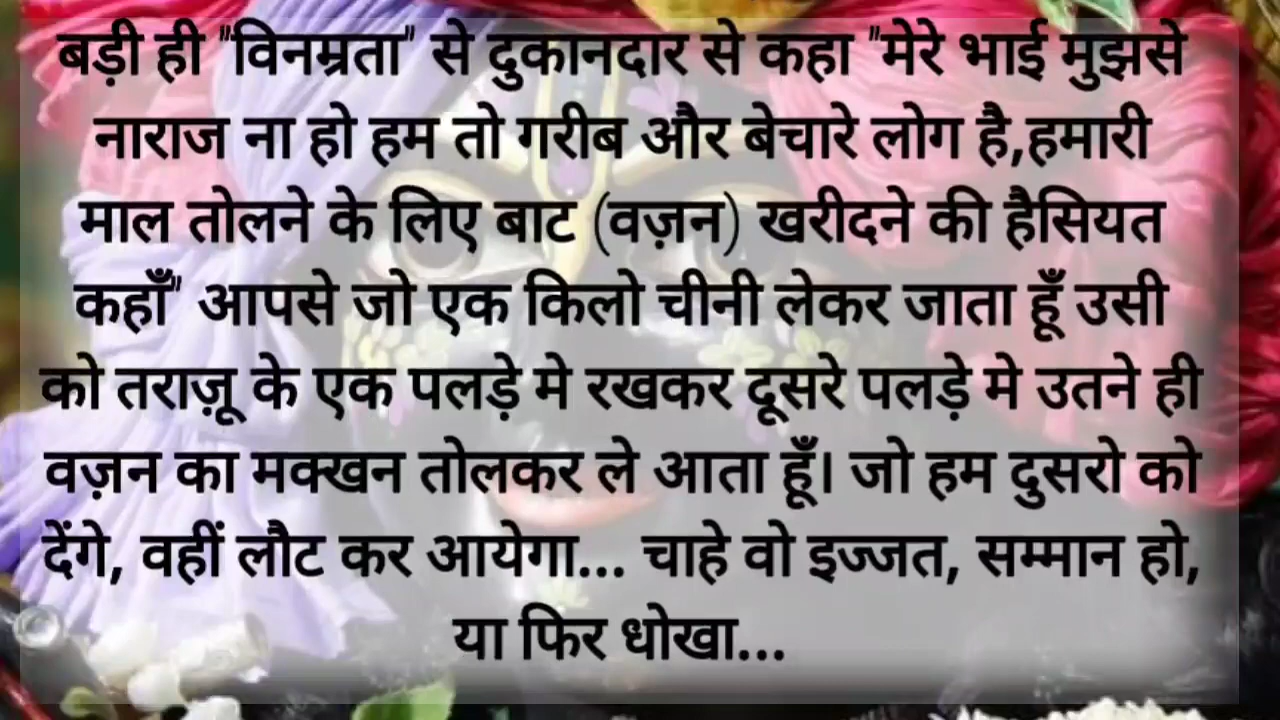 बड़ी ही "विनम्रता" से दुकानदार से कहा "मेरे भाई मुझसे
नाराज ना हो हम तो गरीब और बेचारे लोग है,हमारी
माल तोलने के लिए बाट (वज़न) खरीदने की हैसियत
कहाँ" आपसे जो एक किलो चीनी लेकर जाता हूँ उसी
को तराज़ू के एक पलड़े मे रखकर दूसरे पलड़े मे उतने ही
वज़न का मक्खन तोलकर ले आता हूँ। जो हम दुसरो को
देंगे, वहीं लौट कर आयेगा... चाहे वो इज्जत, सम्मान हो,
या फिर धोखा...